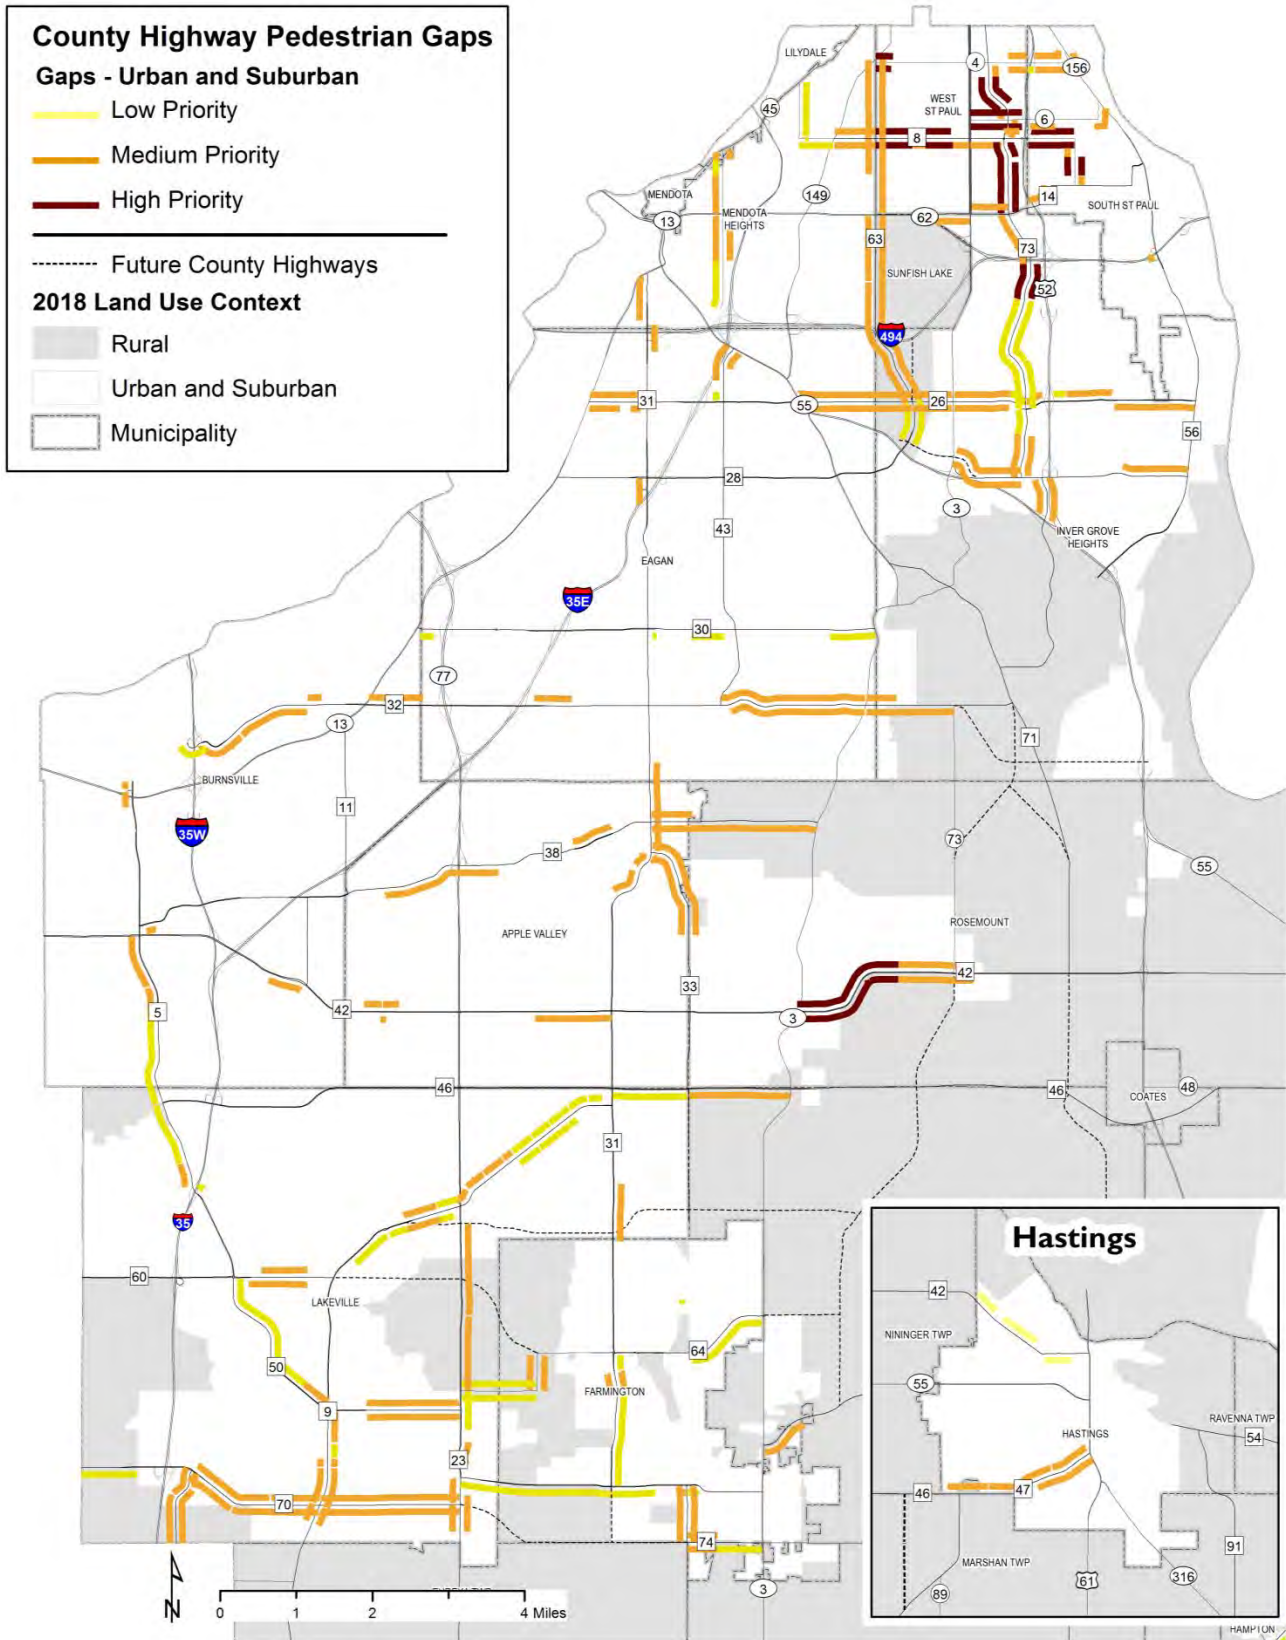 County Highway Pedestrian Gaps
Gaps - Urban and Suburban
Low Priority
Medium Priority
High Priority
Future County Highways
2018 Land Use Context
Rural
Urban and Suburban
Municipality
LILYDALE
4
156
45
WEST
ST PAUL
6
8
MENDOTA
149
14
SOUTH ST PAUL
13
MENDOTA
HEIGHTS
62
63
73
SUNFISH LAKE
52
494
31
55
26
56
28
43
3
INVER GROVE
HEIGHTS
EAGAN
35E
30
77
32
13
71
BURNSVILLE
11
35W
38
73
55
APPLE VALLEY
ROSEMOUNT
33
42
5
42
3
46
46
48
COATES
31
35
60
LAKEVILLE
64
50
FARMINGTON
9
23
70
74
3
N
0
1
2
4 Miles
Hastings
42
NININGER TWP
55
HASTINGS
RAVENNA TWP
54
46
47
91
MARSHAN TWP
61
316
89
HAMPTON